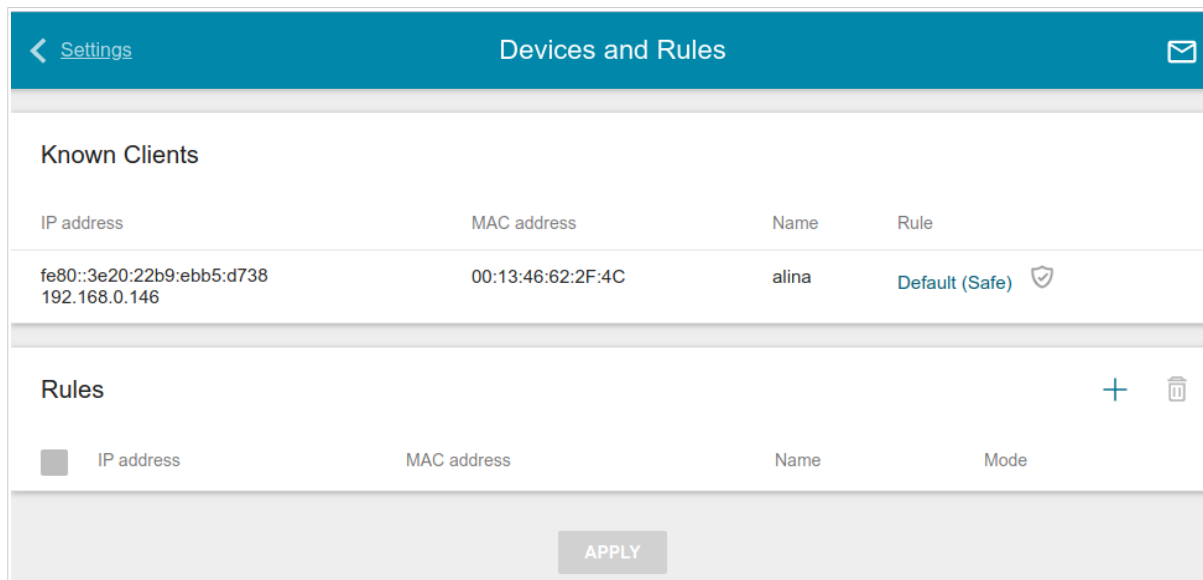 Settings
Devices and Rules
Known Clients
IP address MAC address Name Rule
fe80::3e20:22b9:ebb5:d738 00:13:46:62:2F:4C alina Default (Safe)
192.168.0.146
Rules
IP address MAC address Name Mode
APPLY